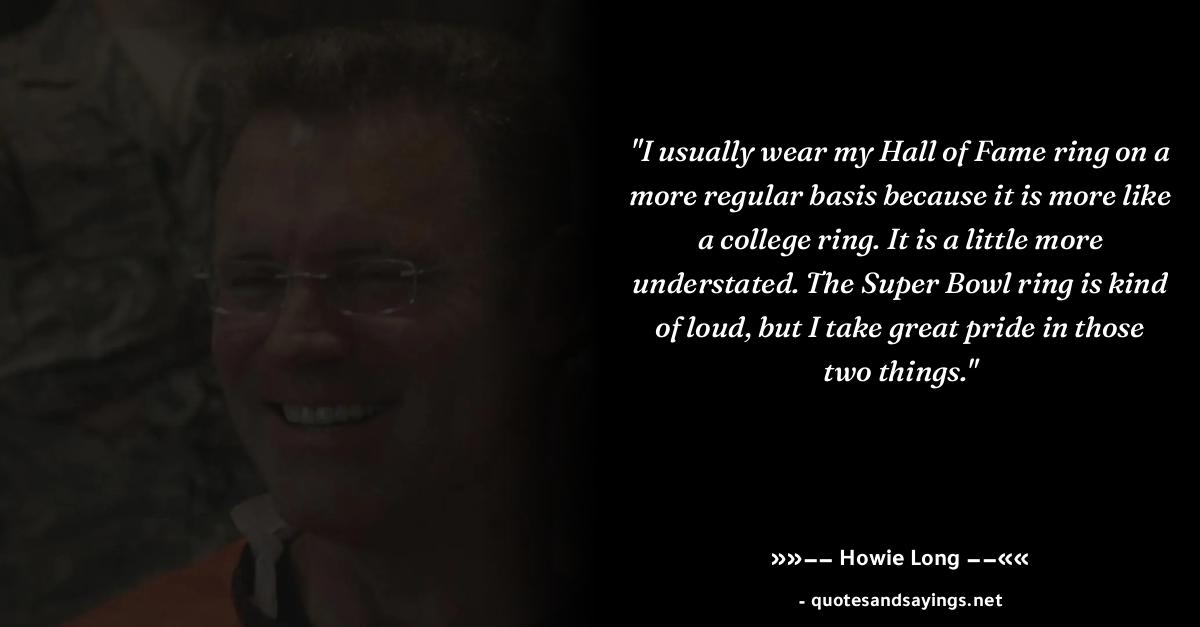 "I usually wear my Hall of Fame ring on a
more regular basis because it is more like
a college ring. It is a little more
understated. The Super Bowl ring is kind
of loud, but I take great pride in those
two things."
»»−− Howie Long −−««
- quotesandsayings.net